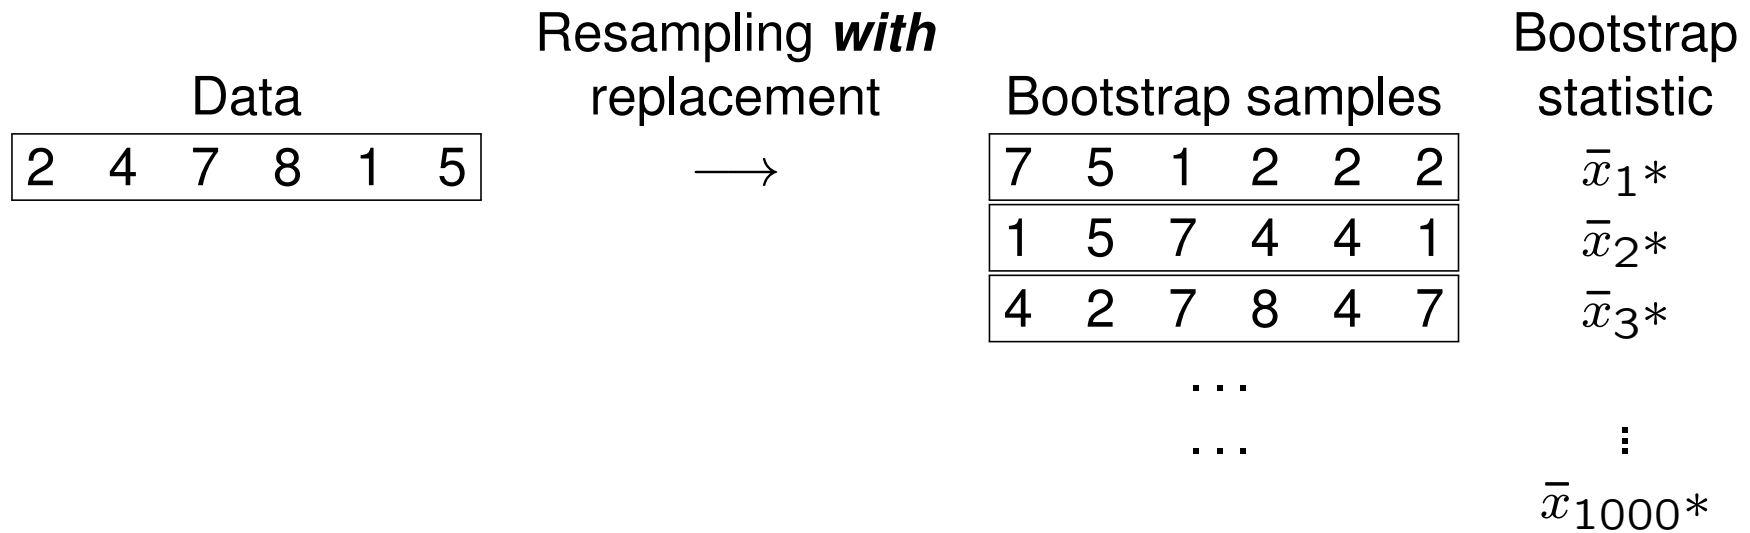 Resampling with Bootstrap
Data replacement Bootstrap samples statistic
2 4 7 8 1 5 ⟶ 7 5 1 2 2 2 x̄₁*
1 5 7 4 4 1 x̄₂*
4 2 7 8 4 7 x̄₃*
...
... ⋮
x̄₁₀₀₀*